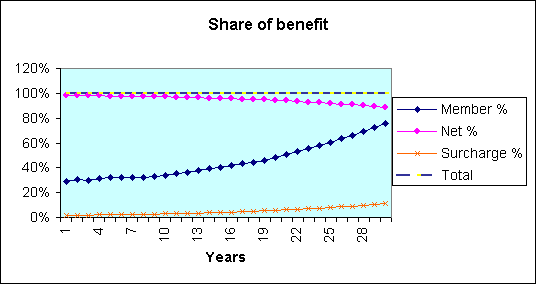 Share of benefit
120%
100%
80%
60%
40%
20%
0%
1
4
7
10
13
16
19
22
25
28
Years
Member %
Net %
Surcharge %
Total